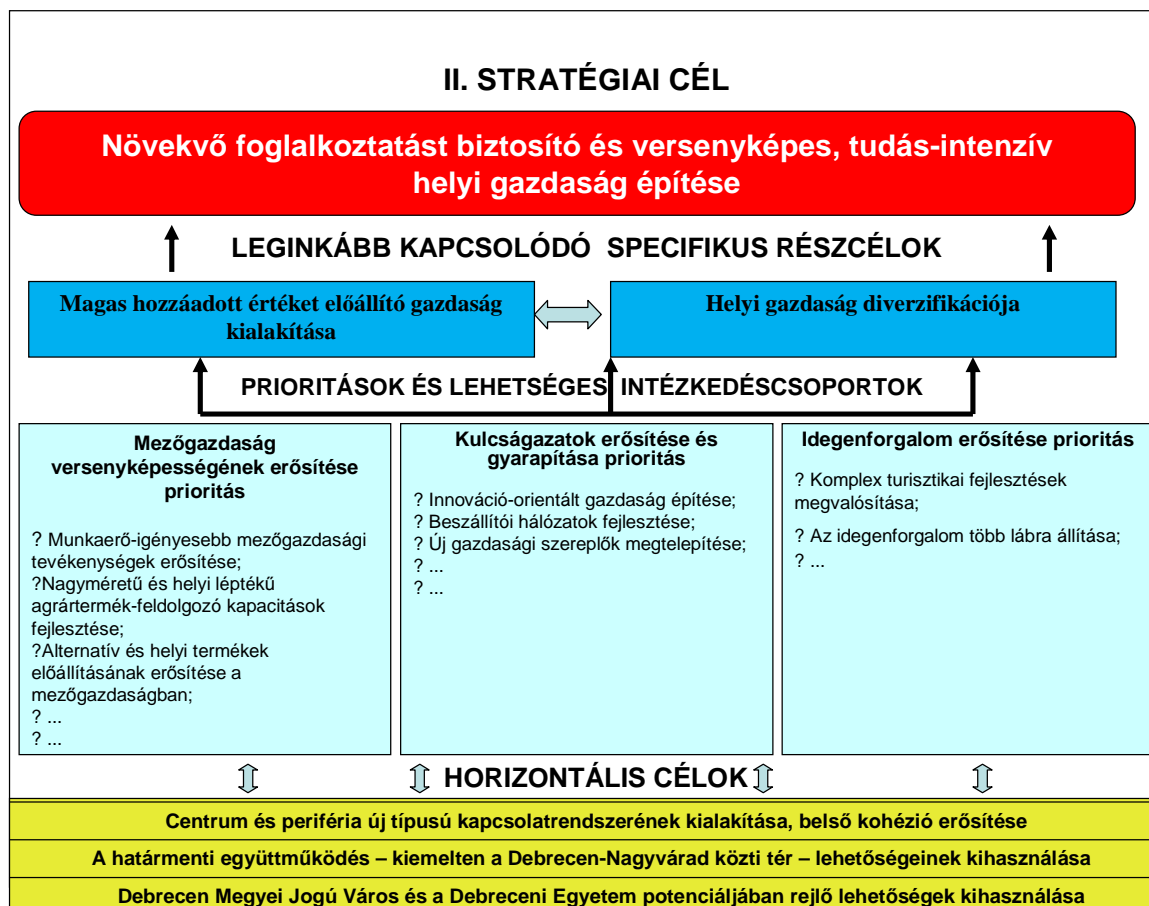 II. STRATÉGIAI CÉL
Növekvő foglalkoztatást biztosító és versenyképes, tudás-intenzív
helyi gazdaság építése
LEGINKÁBB KAPCSOLÓDÓ SPECIFIKUS RÉSZCÉLOK
Magas hozzáadott értéket előállító gazdaság
kialakítása
Helyi gazdaság diverzifikációja
PRIORITÁSOK ÉS LEHETSÉGES INTÉZKEDÉSCSOPORTOK
Mezőgazdaság
versenyképességének erősítése
prioritás
? Munkaerő-igényesebb mezőgazdasági
tevékenységek erősítése;
?Nagyméretű és helyi léptékű
agrártermék-feldolgozó kapacitások
fejlesztése;
?Alternatív és helyi termékek
előállításának erősítése a
mezőgazdaságban;
? ...
? ...
Kulcságazatok erősítése és
gyarapítása prioritás
? Innováció-orientált gazdaság építése;
? Beszállítói hálózatok fejlesztése;
? Új gazdasági szereplők megtelepítése;
? ...
? ...
Idegenforgalom erősítése prioritás
? Komplex turisztikai fejlesztések
megvalósítása;
? Az idegenforgalom több lábra állítása;
? ...
HORIZONTÁLIS CÉLOK
Centrum és periféria új típusú kapcsolatrendszerének kialakítása, belső kohézió erősítése
A határmenti együttműködés – kiemelten a Debrecen-Nagyvárad közti tér – lehetőségeinek kihasználása
Debrecen Megyei Jogú Város és a Debreceni Egyetem potenciáljában rejlő lehetőségek kihasználása